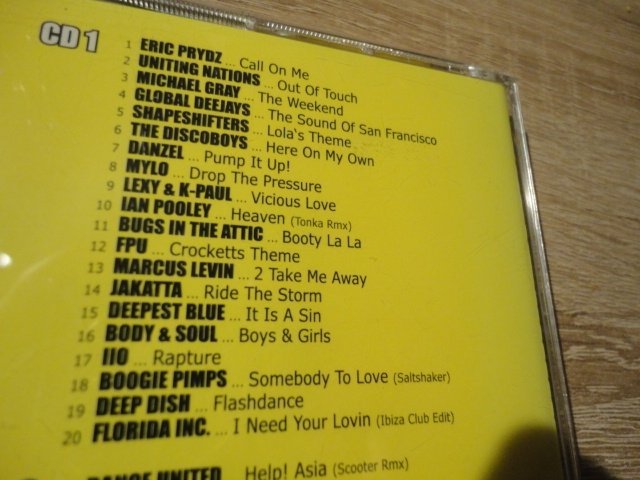 CD 1
1 ERIC PRYDZ ... Call On Me
2 UNITING NATIONS ... Out Of Touch
3 MICHAEL GRAY ... The Weekend
4 GLOBAL DEEJAYS ... The Sound Of San Francisco
5 SHAPESHIFTERS ... Lola's Theme
6 THE DISCOBOYS ... Here On My Own
7 DANZEL ... Pump It Up!
8 MYLO ... Drop The Pressure
9 LEXY & K-PAUL ... Vicious Love
10 IAN POOLEY ... Heaven (Tonka Rmx)
11 BUGS IN THE ATTIC ... Booty La La
12 FPU ... Crocketts Theme
13 MARCUS LEVIN ... 2 Take Me Away
14 JAKATTA ... Ride The Storm
15 DEEPEST BLUE ... It Is A Sin
16 BODY & SOUL ... Boys & Girls
17 IIO ... Rapture
18 BOOGIE PIMPS ... Somebody To Love (Saltshaker)
19 DEEP DISH ... Flashdance
20 FLORIDA INC. ... I Need Your Lovin (Ibiza Club Edit)
DANCE UNITED ... Help! Asia (Scooter Rmx)